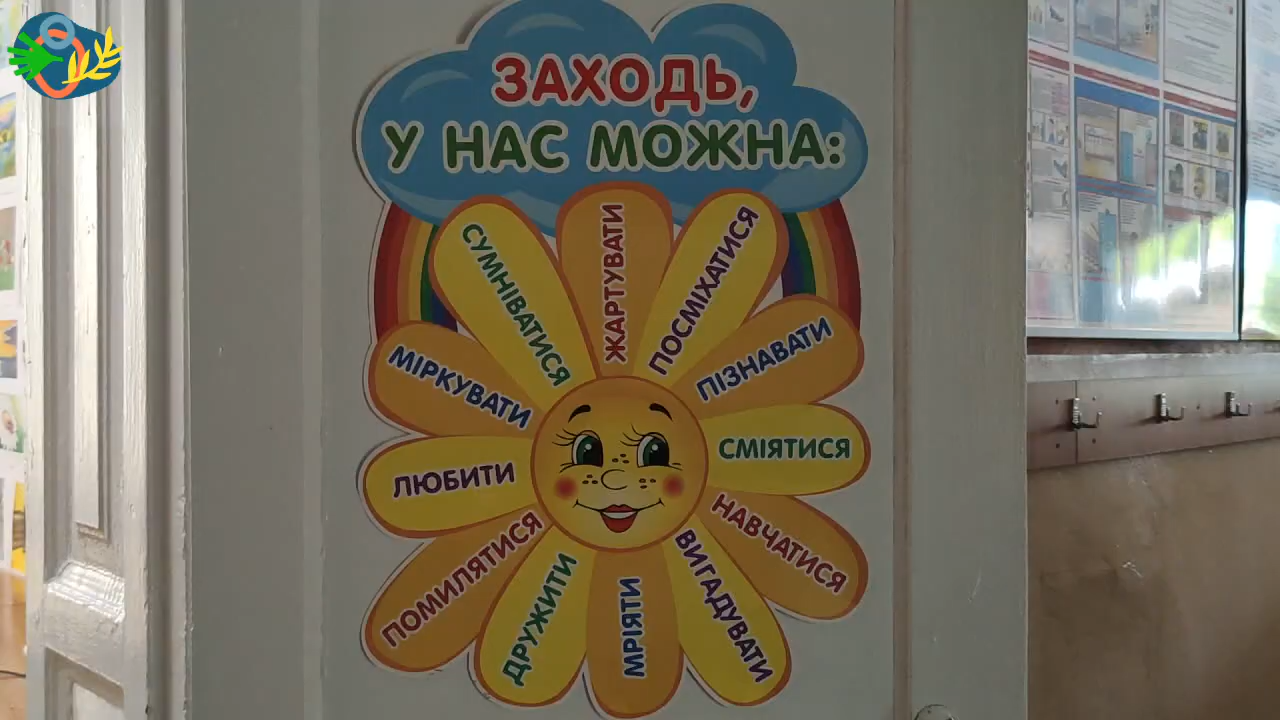 ЗАХОДЬ,
У НАС МОЖНА:
СУМНІВАТИСЯ
ЖАРТУВАТИ
ПОСМІХАТИСЯ
ПІЗНАВАТИ
СМІЯТИСЯ
НАВЧАТИСЯ
ВИГАДУВАТИ
МРІЯТИ
ДРУЖИТИ
ПОМИЛЯТИСЯ
ЛЮБИТИ
МІРКУВАТИ